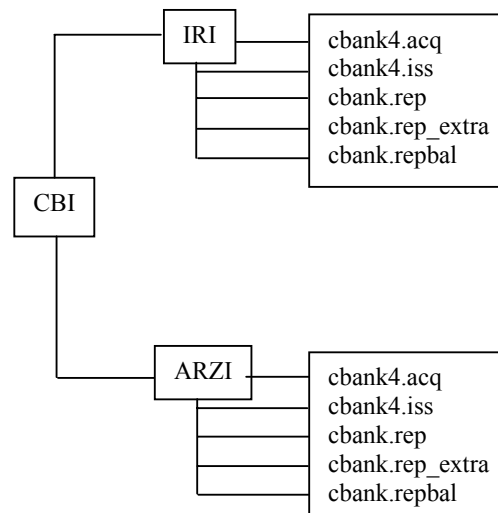 IRI
cbank4.acq
cbank4.iss
cbank.rep
cbank.rep_extra
cbank.repbal
CBI
ARZI
cbank4.acq
cbank4.iss
cbank.rep
cbank.rep_extra
cbank.repbal